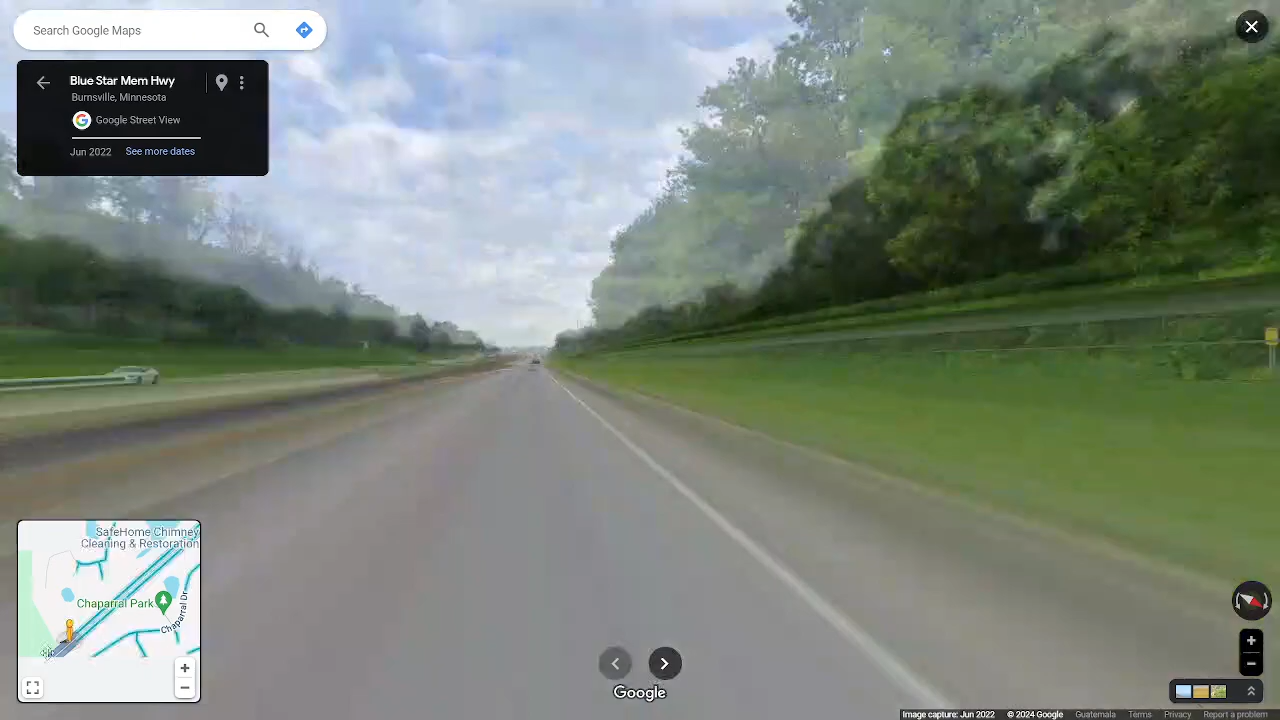 Search Google Maps
Blue Star Mem Hwy
Burnsville, Minnesota
Google Street View
Jun 2022 See more dates
SafeHome Chimney
Cleaning & Restoration
Chaparral Park
Chaparral Dr
Google
Image capture: Jun 2022 © 2024 Google Guatemala Terms Privacy Report a problem